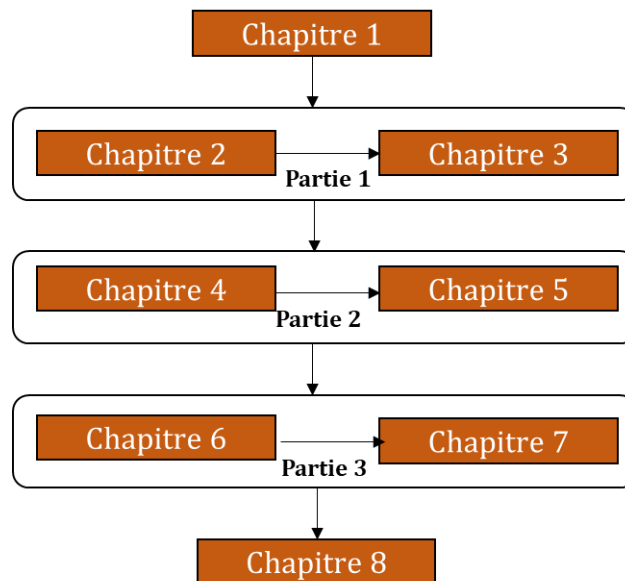 Chapitre 1
Chapitre 2
Chapitre 3
Partie 1
Chapitre 4
Chapitre 5
Partie 2
Chapitre 6
Chapitre 7
Partie 3
Chapitre 8